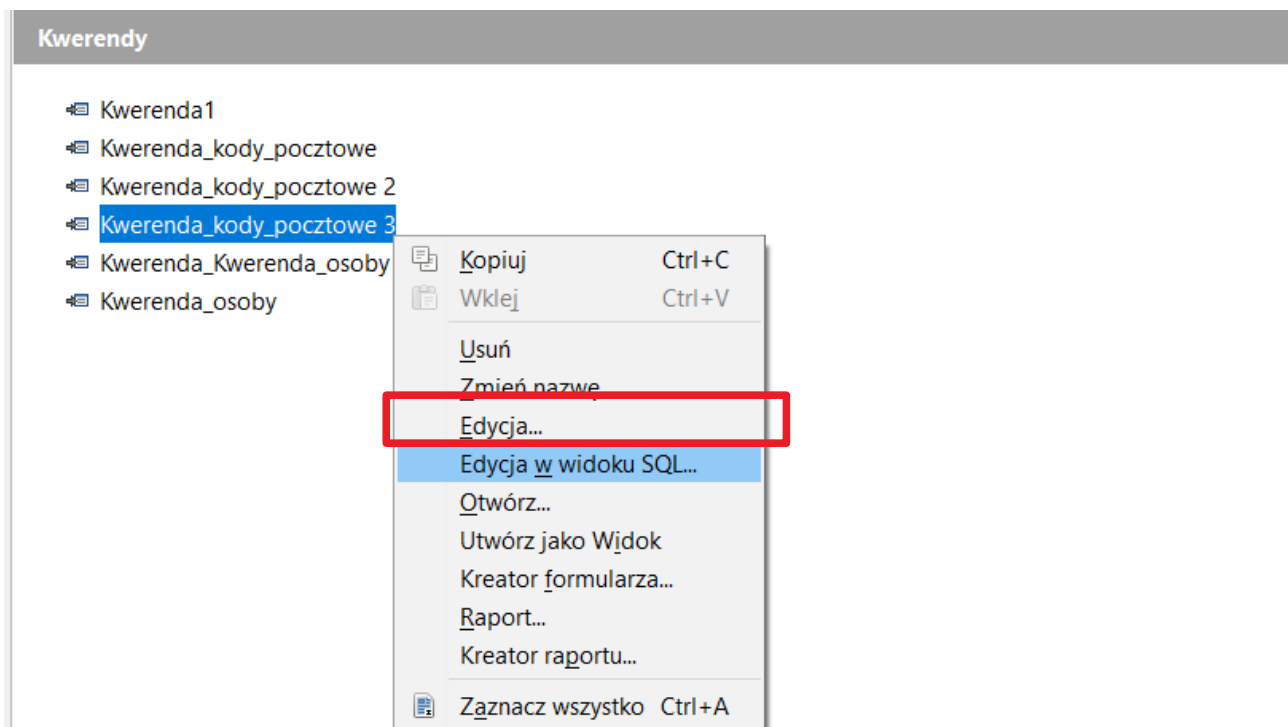 Kwerendy
Kwerenda1
Kwerenda_kody_pocztowe
Kwerenda_kody_pocztowe 2
Kwerenda_kody_pocztowe 3
Kwerenda_Kwerenda_osoby
Kwerenda_osoby
Kopiuj Ctrl+C
Wklej Ctrl+V
Usuń
Zmień nazwę
Edycja...
Edycja w widoku SQL...
Otwórz...
Utwórz jako Widok
Kreator formularza...
Raport...
Kreator raportu...
Zaznacz wszystko Ctrl+A